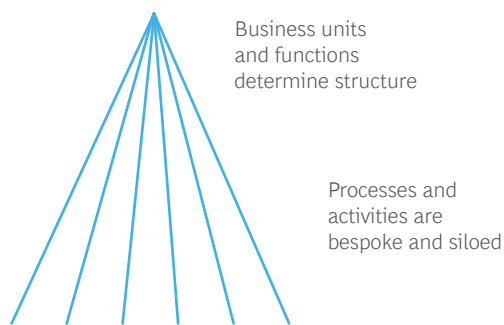 Business units
and functions
determine structure
Processes and
activities are
bespoke and siloed